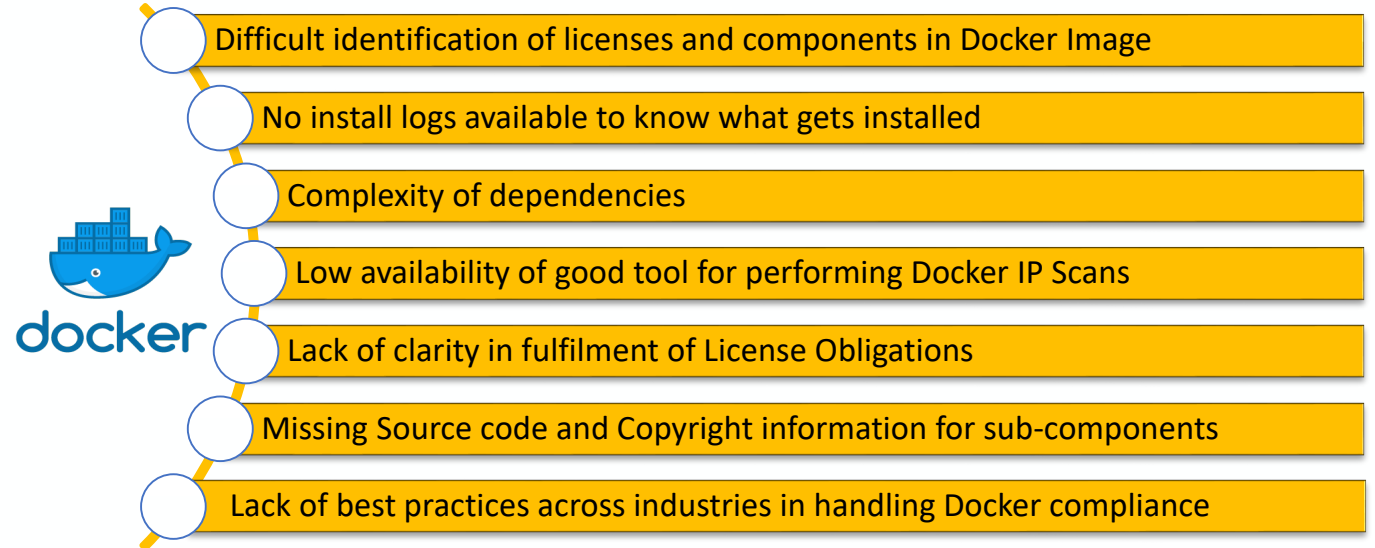 Difficult identification of licenses and components in Docker Image
No install logs available to know what gets installed
Complexity of dependencies
Low availability of good tool for performing Docker IP Scans
docker
Lack of clarity in fulfilment of License Obligations
Missing Source code and Copyright information for sub-components
Lack of best practices across industries in handling Docker compliance